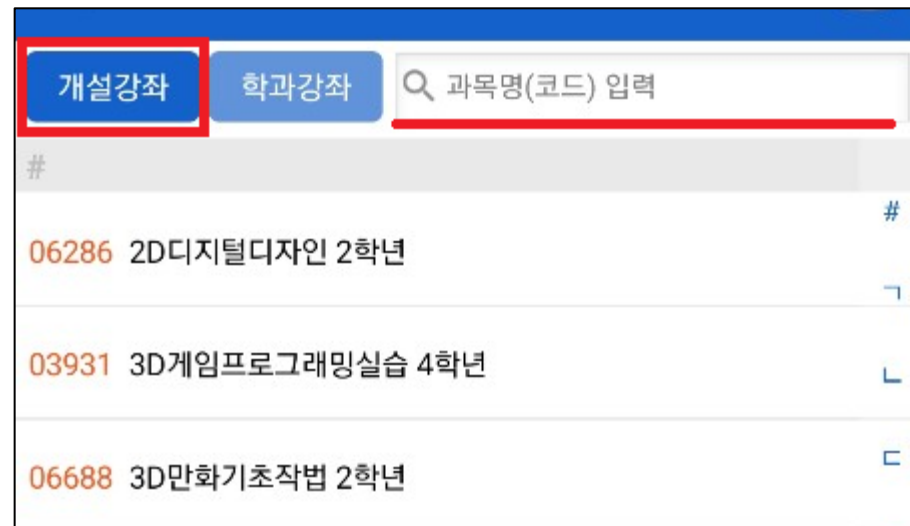 개설강좌 학과강좌 과목명(코드) 입력
#
#
06286 2D디지털디자인 2학년
ㄱ
03931 3D게임프로그래밍실습 4학년
ㄴ
06688 3D만화기초작법 2학년
ㄷ